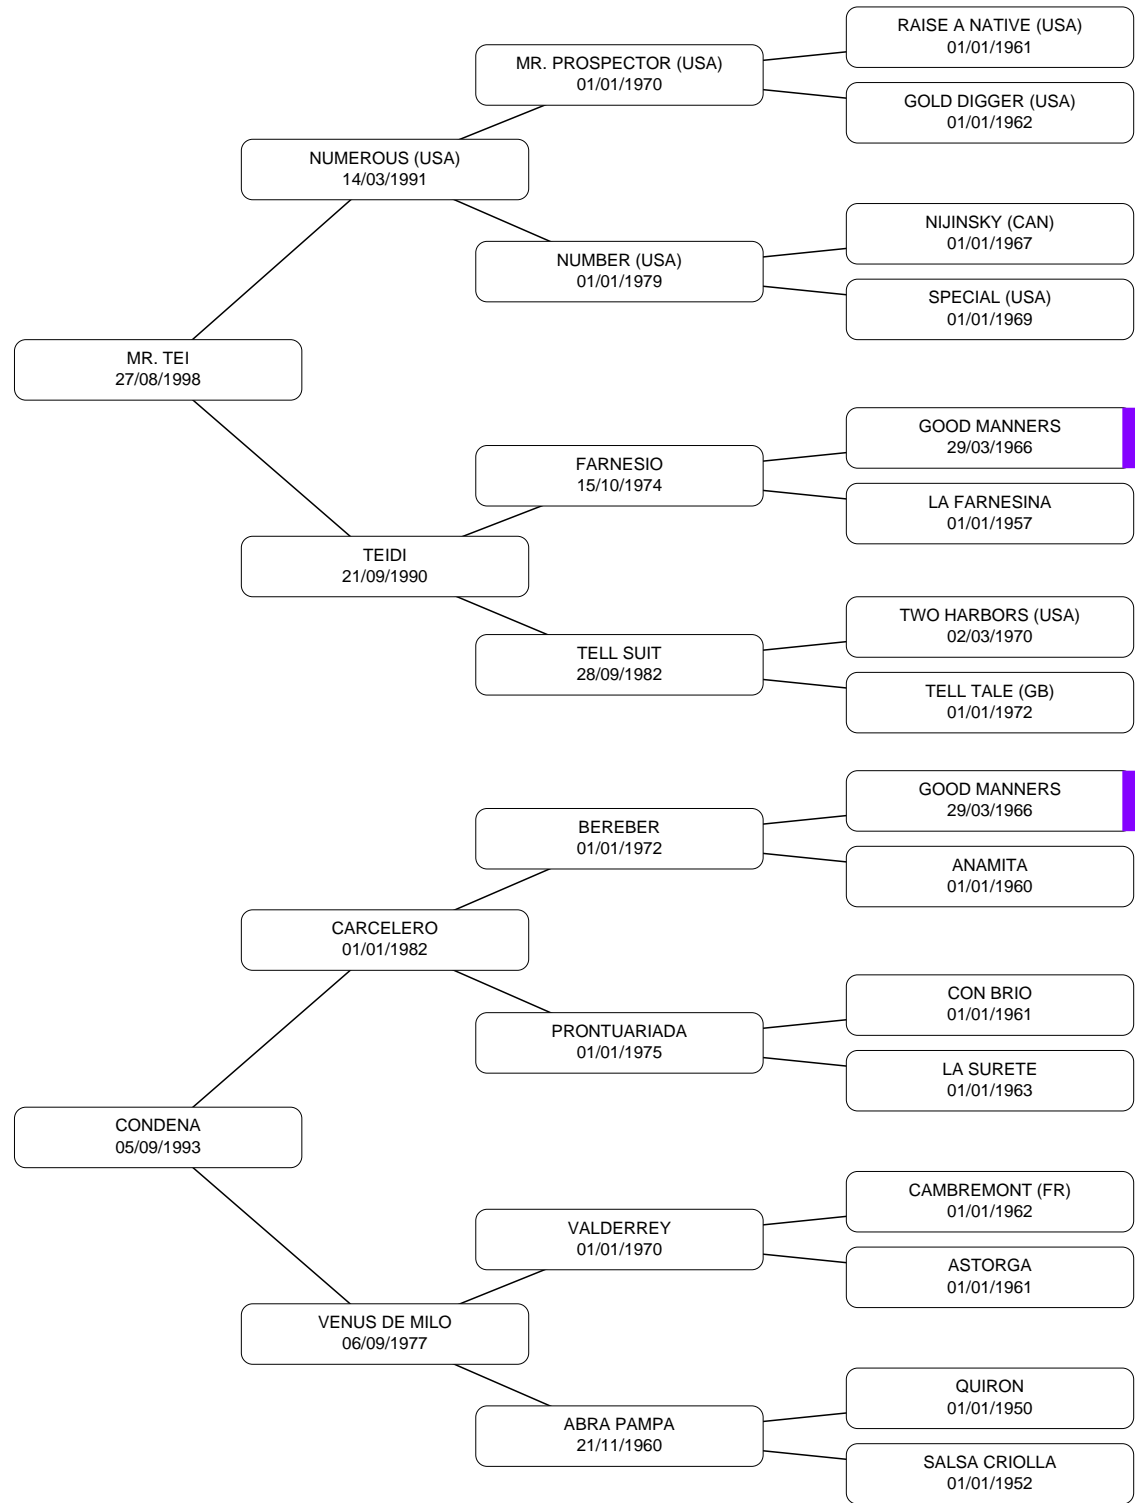 RAISE A NATIVE (USA)
01/01/1961
MR. PROSPECTOR (USA)
01/01/1970
GOLD DIGGER (USA)
01/01/1962
NUMEROUS (USA)
14/03/1991
NIJINSKY (CAN)
01/01/1967
NUMBER (USA)
01/01/1979
SPECIAL (USA)
01/01/1969
MR. TEI
27/08/1998
GOOD MANNERS
29/03/1966
FARNESIO
15/10/1974
LA FARNESINA
01/01/1957
TEIDI
21/09/1990
TWO HARBORS (USA)
02/03/1970
TELL SUIT
28/09/1982
TELL TALE (GB)
01/01/1972
GOOD MANNERS
29/03/1966
BEREBER
01/01/1972
ANAMITA
01/01/1960
CARCELERO
01/01/1982
CON BRIO
01/01/1961
PRONTUARIADA
01/01/1975
LA SURETE
01/01/1963
CONDENA
05/09/1993
CAMBREMONT (FR)
01/01/1962
VALDERREY
01/01/1970
ASTORGA
01/01/1961
VENUS DE MILO
06/09/1977
QUIRON
01/01/1950
ABRA PAMPA
21/11/1960
SALSA CRIOLLA
01/01/1952